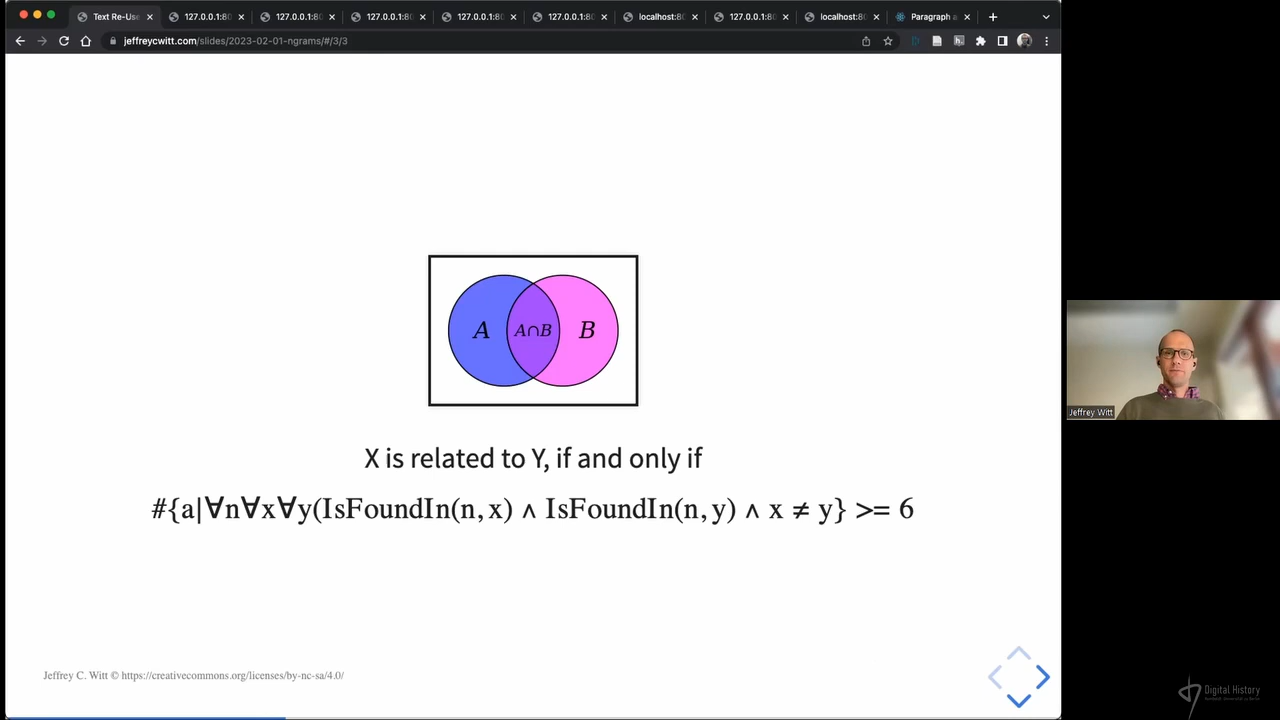 Text Re-Use
127.0.0.1:80
127.0.0.1:80
127.0.0.1:80
127.0.0.1:80
127.0.0.1:80
localhost:80
127.0.0.1:80
localhost:80
Paragraph a
jeffreycwitt.com/slides/2023-02-01-ngrams/#/3/3
A
A∩B
B
X is related to Y, if and only if
#{a|∀n∀x∀y(IsFoundIn(n, x) ∧ IsFoundIn(n, y) ∧ x ≠ y} >= 6
Jeffrey C. Witt © https://creativecommons.org/licenses/by-nc-sa/4.0/
Jeffrey Witt
Digital History